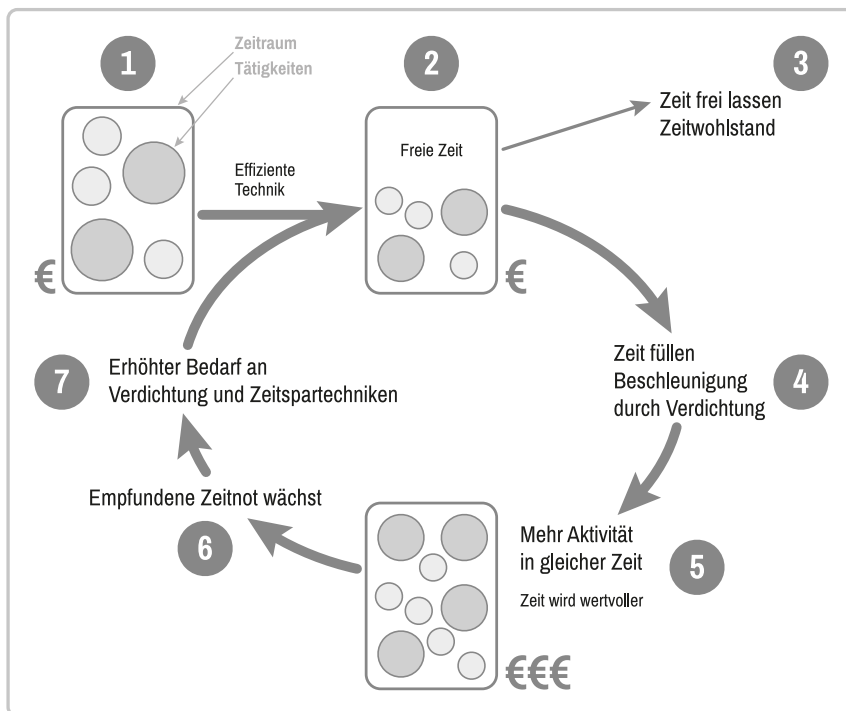 1
Zeitraum
Tätigkeiten
2
3
Zeit frei lassen
Zeitwohlstand
Freie Zeit
Effiziente
Technik
€
€
7
Erhöhter Bedarf an
Verdichtung und Zeitspartechniken
Zeit füllen
Beschleunigung
durch Verdichtung
4
Empfundene Zeitnot wächst
6
Mehr Aktivität
in gleicher Zeit
Zeit wird wertvoller
5
€€€